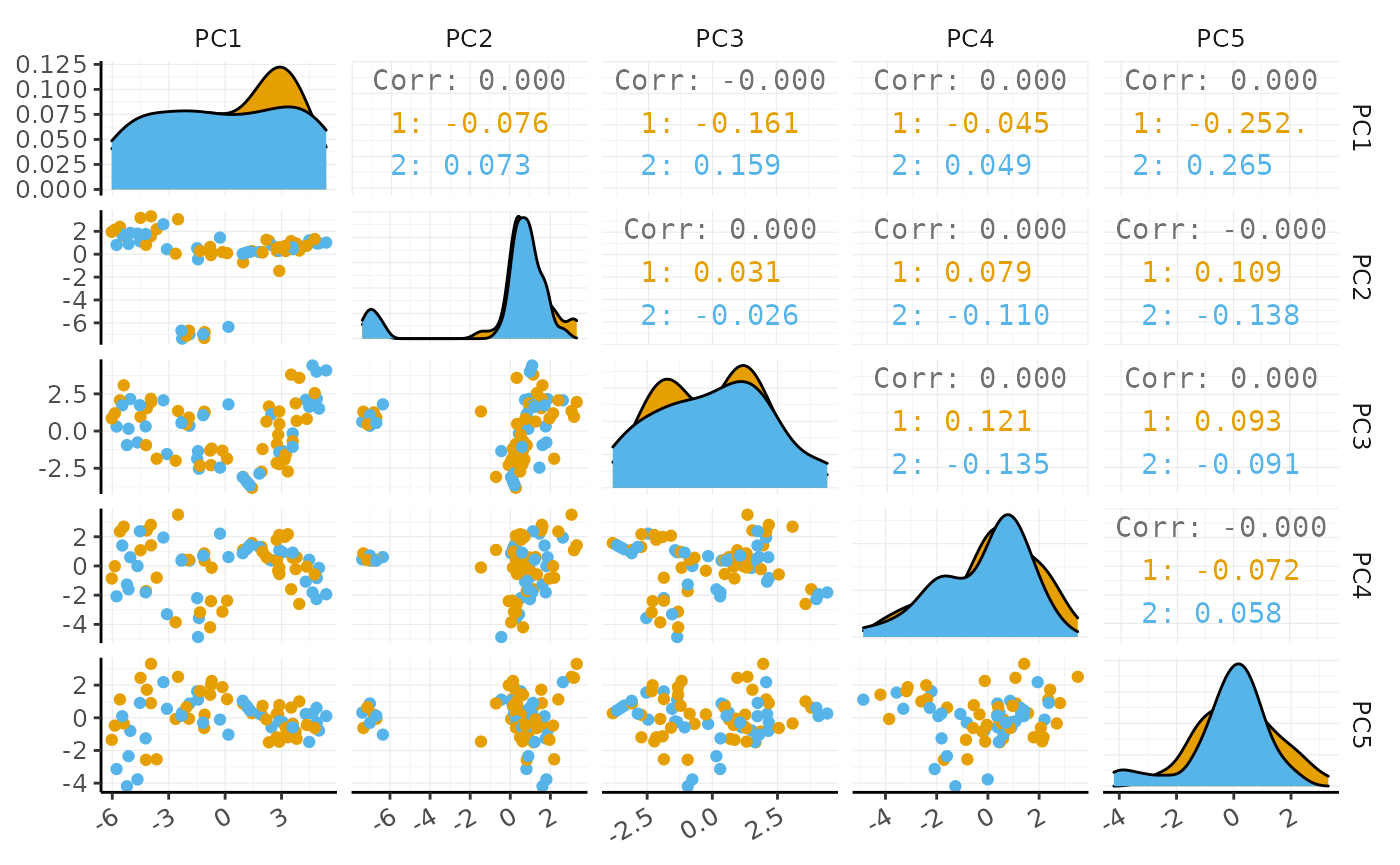 PC1 PC2 PC3 PC4 PC5
0.125
0.100
0.075
0.050
0.025
0.000
Corr: 0.000
1: -0.076
2: 0.073
Corr: -0.000
1: -0.161
2: 0.159
Corr: 0.000
1: -0.045
2: 0.049
Corr: 0.000
1: -0.252.
2: 0.265
PC1
2
0
-2
-4
-6
Corr: 0.000
1: 0.031
2: -0.026
Corr: 0.000
1: 0.079
2: -0.110
Corr: -0.000
1: 0.109
2: -0.138
PC2
2.5
0.0
-2.5
Corr: 0.000
1: 0.121
2: -0.135
Corr: 0.000
1: 0.093
2: -0.091
PC3
2
0
-2
-4
Corr: -0.000
1: -0.072
2: 0.058
PC4
2
0
-2
-4
PC5
-6 -3 0 3
-6 -4 -2 0 2
-2.5 0.0 2.5
-4 -2 0 2
-4 -2 0 2